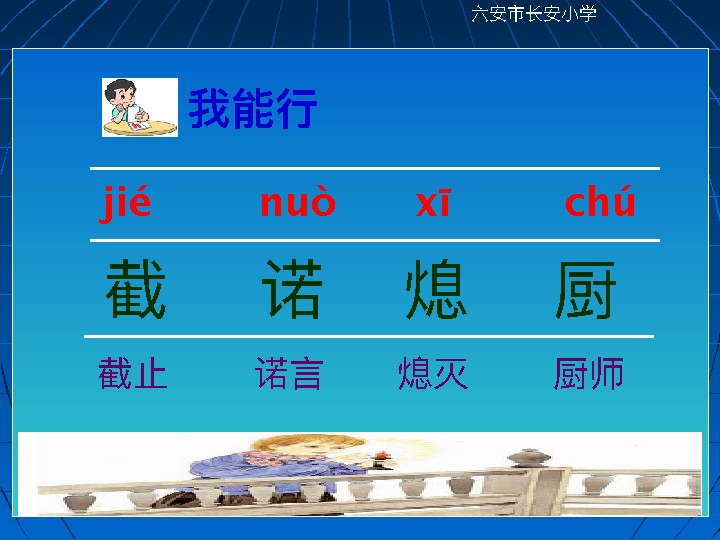 六安市长安小学
我能行
jié nuò xī chú
截 诺 熄 厨
截止 诺言 熄灭 厨师